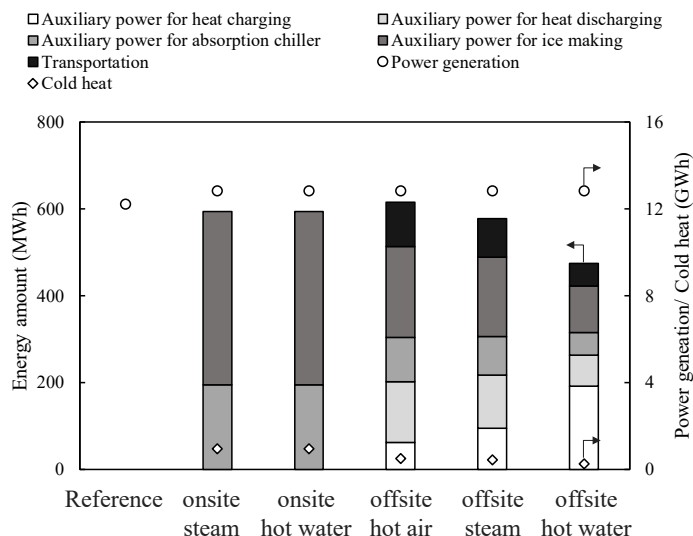 Auxiliary power for heat charging
Auxiliary power for heat discharging
Auxiliary power for absorption chiller
Auxiliary power for ice making
Transportation
Power generation
Cold heat
800
600
400
200
0
Energy amount (MWh)
16
12
8
4
0
Power geneation/ Cold heat (GWh)
Reference
onsite
steam
onsite
hot water
offsite
hot air
offsite
steam
offsite
hot water